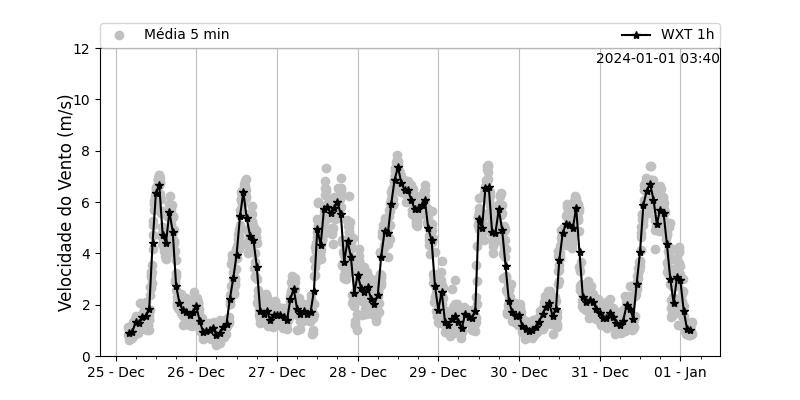 Média 5 min
WXT 1h
2024-01-01 03:40
Velocidade do Vento (m/s)
12
10
8
6
4
2
0
25 - Dec
26 - Dec
27 - Dec
28 - Dec
29 - Dec
30 - Dec
31 - Dec
01 - Jan